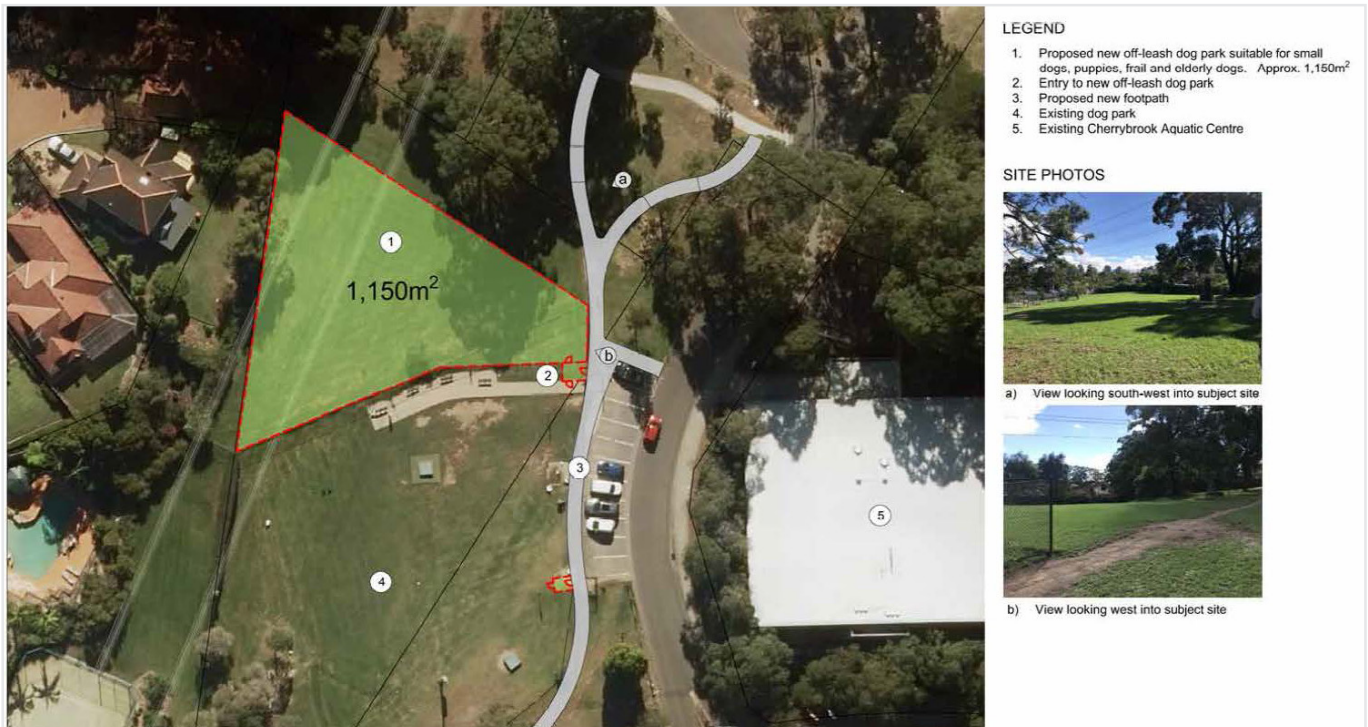 1
1,150m²
2
3
4
5
a
b
LEGEND
1. Proposed new off-leash dog park suitable for small
dogs, puppies, frail and elderly dogs. Approx. 1,150m²
2. Entry to new off-leash dog park
3. Proposed new footpath
4. Existing dog park
5. Existing Cherrybrook Aquatic Centre
SITE PHOTOS
a) View looking south-west into subject site
b) View looking west into subject site